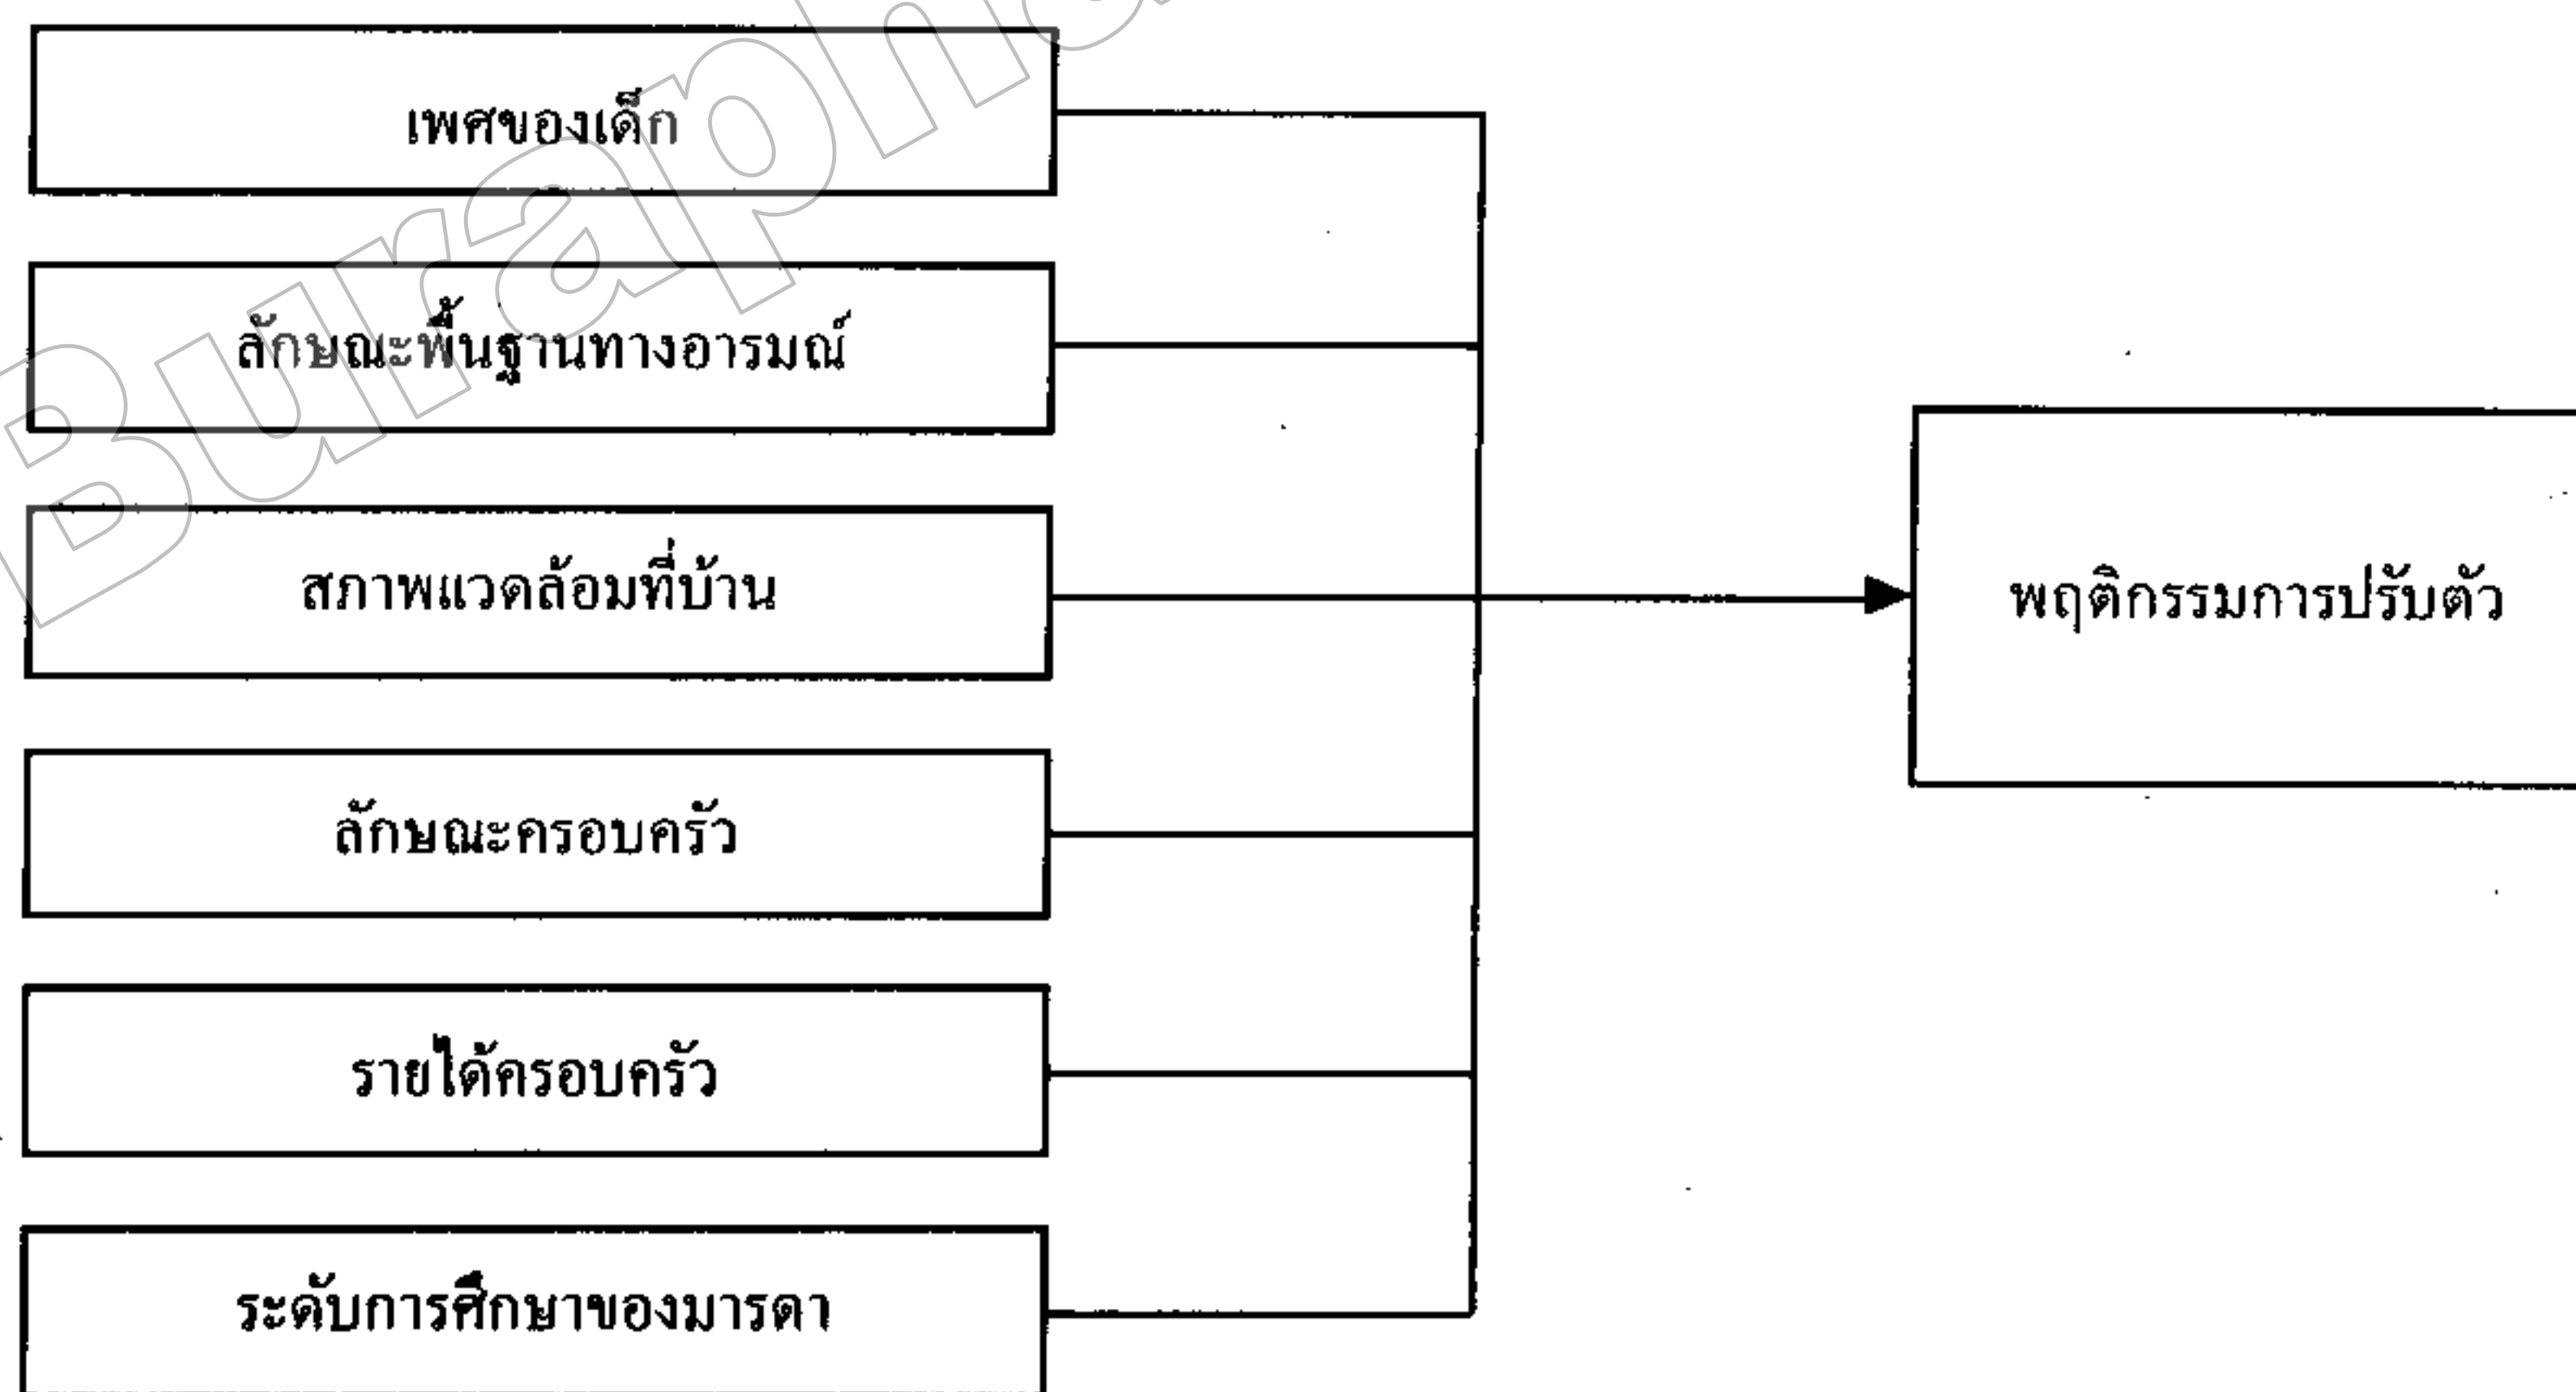 เพศของเด็ก
ลักษณะพื้นฐานทางอารมณ์
สภาพแวดล้อมที่บ้าน
พฤติกรรมการปรับตัว
ลักษณะครอบครัว
รายได้ครอบครัว
ระดับการศึกษาของมารดา